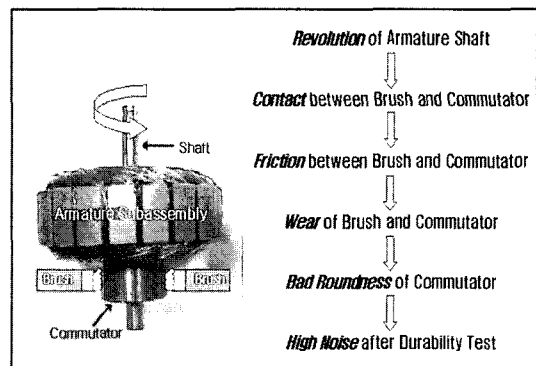 Revolution of Armature Shaft
Contact between Brush and Commutator
Friction between Brush and Commutator
Wear of Brush and Commutator
Bad Roundness of Commutator
High Noise after Durability Test
Shaft
Armature Subassembly
Brush
Brush
Commutator